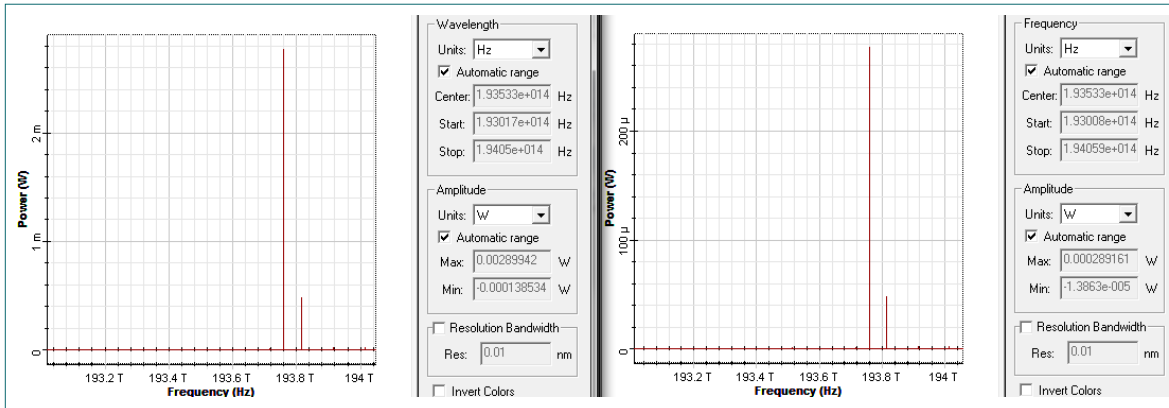 Power (W)
2 m
1 m
0
193.2 T 193.4 T 193.6 T 193.8 T 194 T
Frequency (Hz)
Wavelength
Units: Hz
Automatic range
Center: 1.93533e+014 Hz
Start: 1.93017e+014 Hz
Stop: 1.9405e+014 Hz
Amplitude
Units: W
Automatic range
Max: 0.00289942 W
Min: -0.000138534 W
Resolution Bandwidth
Res: 0.01 nm
Invert Colors
Power (W)
200 µ
100 µ
0
193.2 T 193.4 T 193.6 T 193.8 T 194 T
Frequency (Hz)
Frequency
Units: Hz
Automatic range
Center: 1.93533e+014 Hz
Start: 1.93008e+014 Hz
Stop: 1.94059e+014 Hz
Amplitude
Units: W
Automatic range
Max: 0.000289161 W
Min: -1.3863e-005 W
Resolution Bandwidth
Res: 0.01 nm
Invert Colors